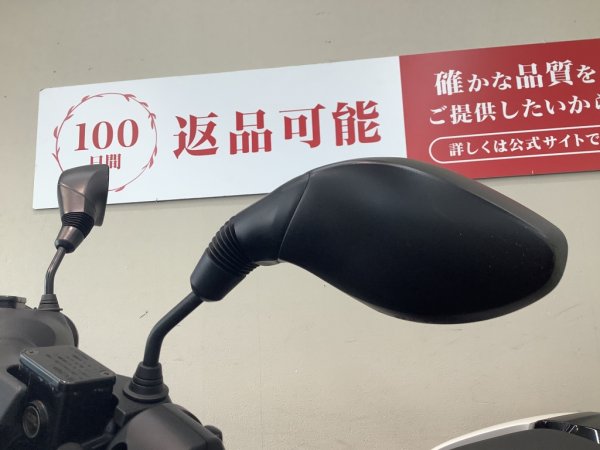 100
日間
返品可能
確かな品質を
ご提供したいから
詳しくは公式サイトで